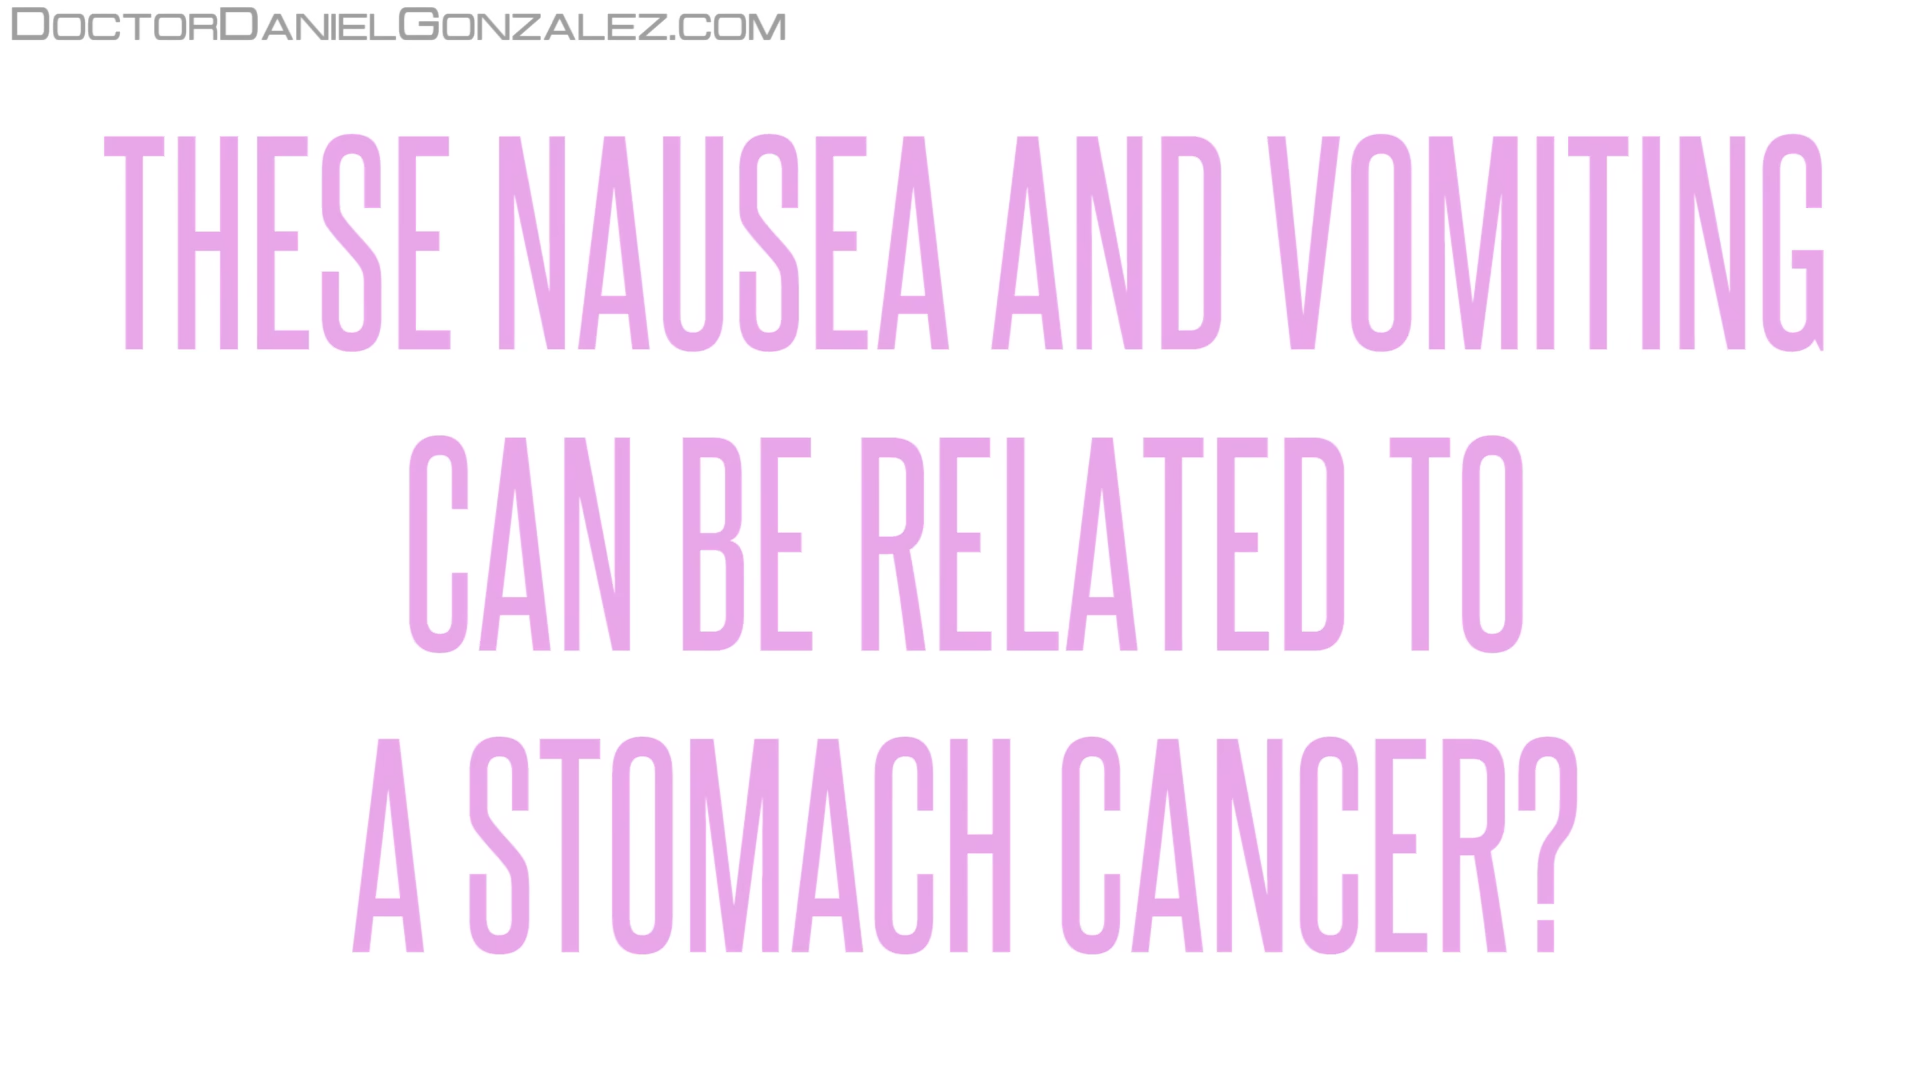 DoctorDanielGonzalez.com
THESE NAUSEA AND VOMITING
CAN BE RELATED TO
A STOMACH CANCER?